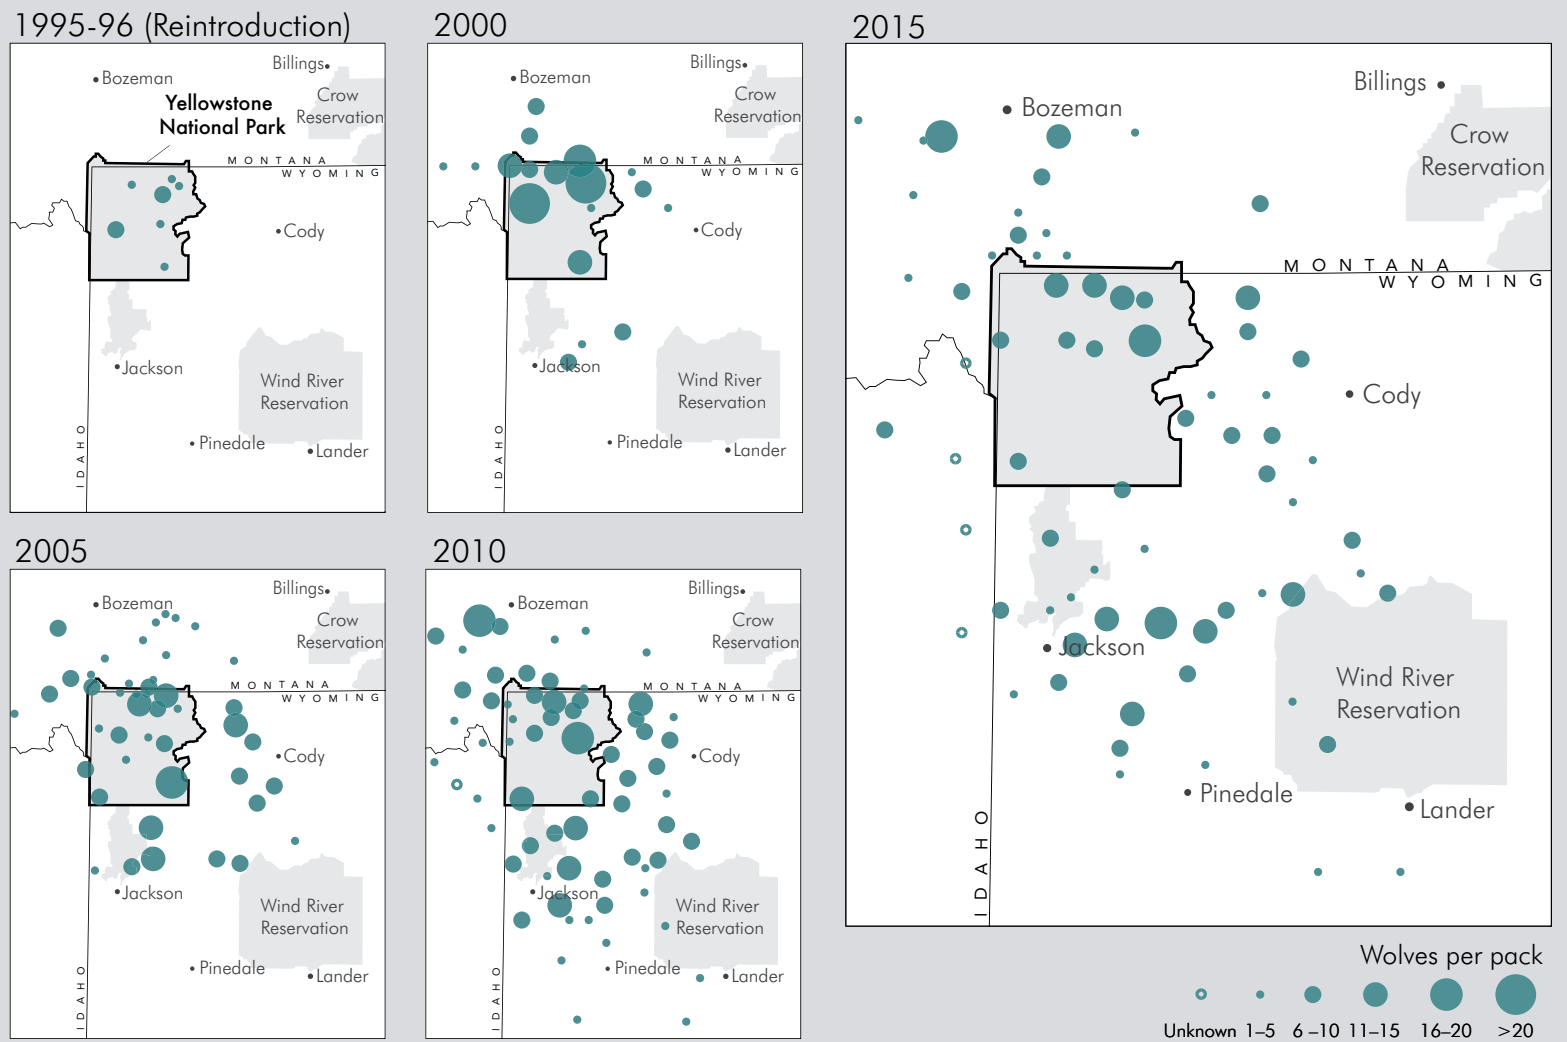 1995-96 (Reintroduction)
Billings
Bozeman
Crow
Reservation
Yellowstone
National Park
MONTANA
WYOMING
Cody
Jackson
Wind River
Reservation
Pinedale
Lander
IDAHO
2000
Billings
Bozeman
Crow
Reservation
MONTANA
WYOMING
Cody
Jackson
Wind River
Reservation
Pinedale
Lander
IDAHO
2005
Billings
Bozeman
Crow
Reservation
MONTANA
WYOMING
Cody
Jackson
Wind River
Reservation
Pinedale
Lander
IDAHO
2010
Billings
Bozeman
Crow
Reservation
MONTANA
WYOMING
Cody
Jackson
Wind River
Reservation
Pinedale
Lander
IDAHO
2015
Billings
Bozeman
Crow
Reservation
MONTANA
WYOMING
Cody
Jackson
Wind River
Reservation
Pinedale
Lander
IDAHO
Wolves per pack
Unknown 1–5 6–10 11–15 16–20 >20